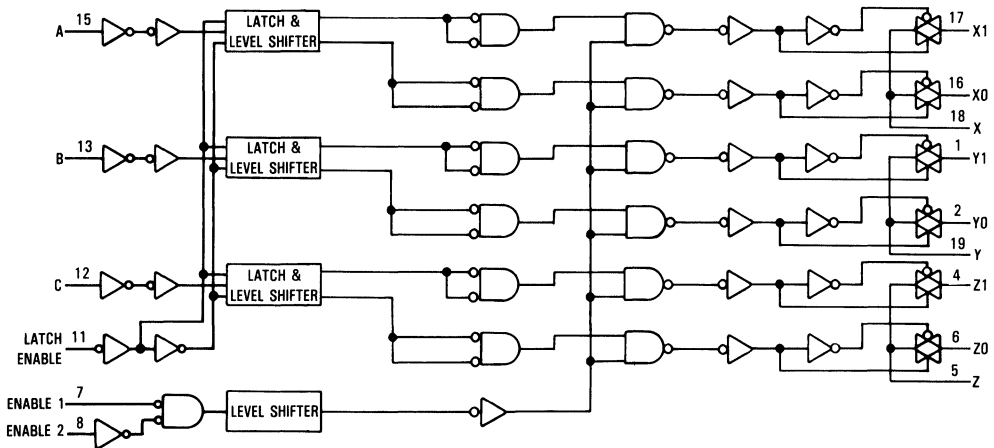 A 15
LATCH &
LEVEL SHIFTER
17
X1
16
X0
18
X
B 13
LATCH &
LEVEL SHIFTER
1
Y1
2
Y0
19
Y
C 12
LATCH &
LEVEL SHIFTER
4
Z1
LATCH 11
ENABLE
6
Z0
5
Z
ENABLE 1 7
LEVEL SHIFTER
ENABLE 2 8